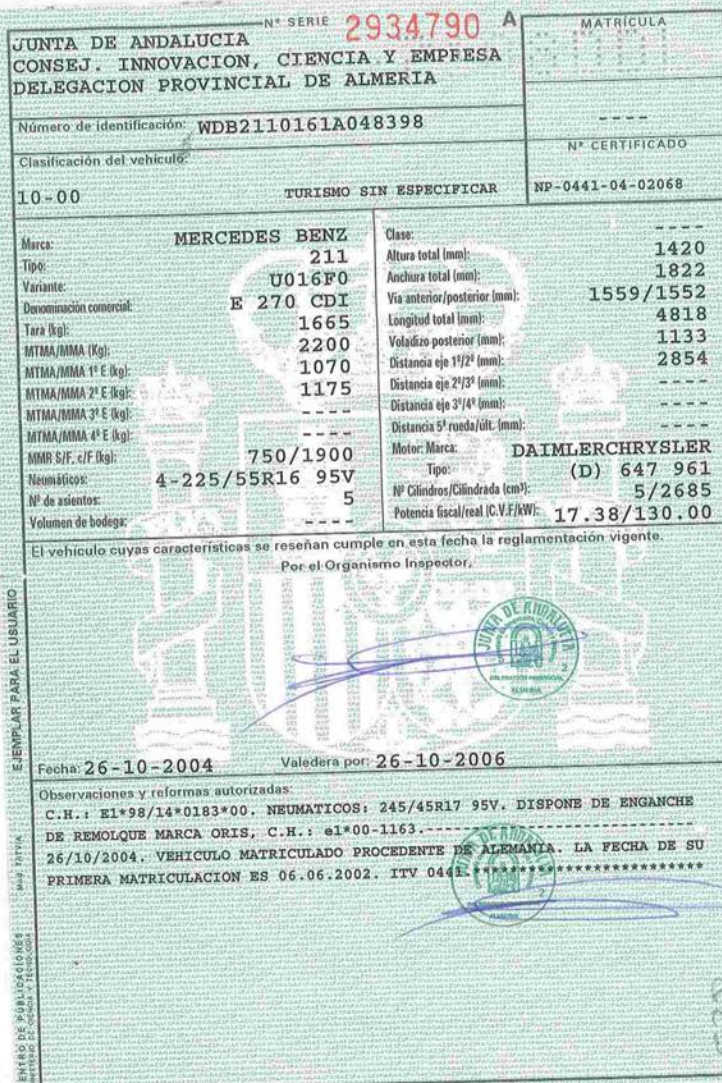 Nº SERIE 2934790 A
MATRÍCULA
JUNTA DE ANDALUCIA
CONSEJ. INNOVACION, CIENCIA Y EMPRESA
DELEGACION PROVINCIAL DE ALMERIA
----
Número de identificación: WDB2110161A048398
Nº CERTIFICADO
Clasificación del vehículo:
10-00 TURISMO SIN ESPECIFICAR NP-0441-04-02068
Marca: MERCEDES BENZ
Tipo: 211
Variante: U016F0
Denominación comercial: E 270 CDI
Tara (kg): 1665
MTMA/MMA (Kg): 2200
MTMA/MMA 1º E (kg): 1070
MTMA/MMA 2º E (kg): 1175
MTMA/MMA 3º E (kg): ----
MTMA/MMA 4º E (kg): ----
MMR S/F, c/F (kg): 750/1900
Neumáticos: 4-225/55R16 95V
Nº de asientos: 5
Volumen de bodega: ----
Clase: ----
Altura total (mm): 1420
Anchura total (mm): 1822
Via anterior/posterior (mm): 1559/1552
Longitud total (mm): 4818
Voladizo posterior (mm): 1133
Distancia eje 1º/2º (mm): 2854
Distancia eje 2º/3º (mm): ----
Distancia eje 3º/4º (mm): ----
Distancia 5ª rueda/últ. (mm): ----
Motor: Marca: DAIMLERCHRYSLER
Tipo: (D) 647 961
Nº Cilindros/Cilindrada (cm³): 5/2685
Potencia fiscal/real (C.V.F/kW): 17.38/130.00
El vehículo cuyas características se reseñan cumple en esta fecha la reglamentación vigente.
Por el Organismo Inspector,
JUNTA DE ANDALUCIA
DELEGACIÓN PROVINCIAL
ALMERIA
Fecha: 26-10-2004 Valedera por: 26-10-2006
Observaciones y reformas autorizadas:
C.H.: E1*98/14*0183*00. NEUMATICOS: 245/45R17 95V. DISPONE DE ENGANCHE
DE REMOLQUE MARCA ORIS, C.H.: e1*00-1163.----------------------------
26/10/2004. VEHICULO MATRICULADO PROCEDENTE DE ALEMANIA. LA FECHA DE SU
PRIMERA MATRICULACION ES 06.06.2002. ITV 0441.*************************
EJEMPLAR PARA EL USUARIO
CENTRO DE PUBLICACIONES
MINISTERIO DE CIENCIA Y TECNOLOGÍA